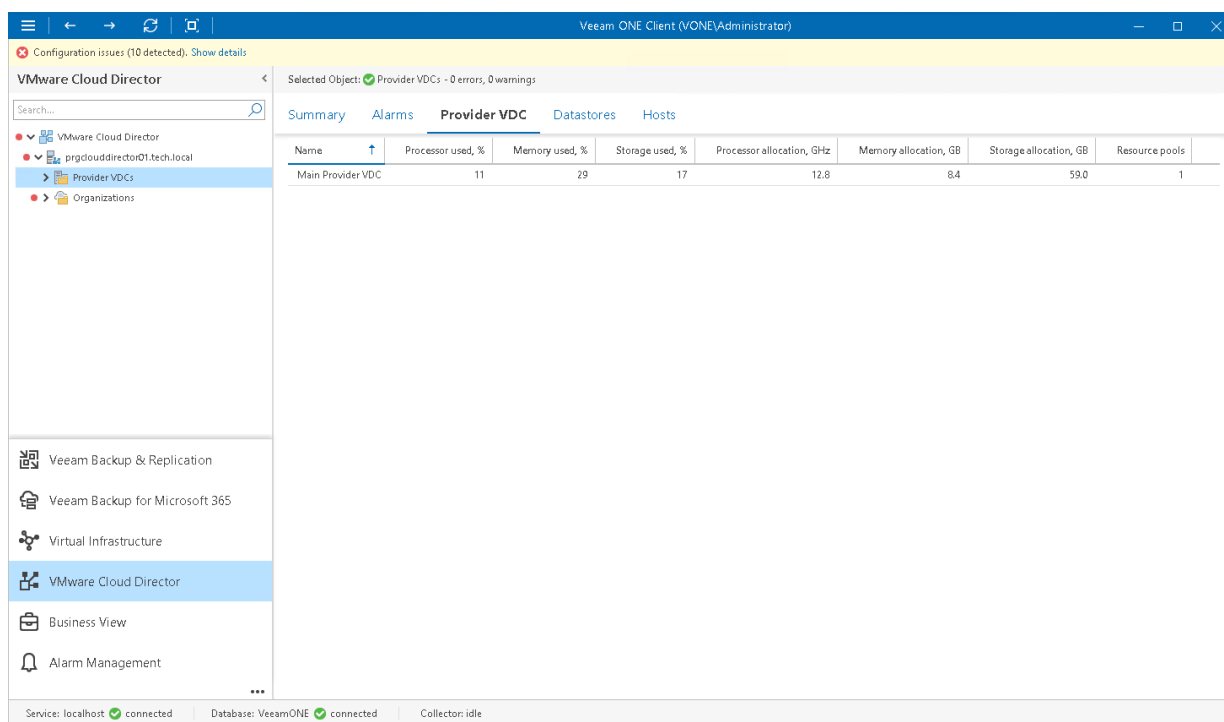 Veeam ONE Client (VONE\Administrator)
Configuration issues (10 detected). Show details
VMware Cloud Director
Search...
VMware Cloud Director
prgclouddirector01.tech.local
Provider VDCs
Organizations
Selected Object: Provider VDCs - 0 errors, 0 warnings
Summary Alarms Provider VDC Datastores Hosts
Name Processor used, % Memory used, % Storage used, % Processor allocation, GHz Memory allocation, GB Storage allocation, GB Resource pools
Main Provider VDC 11 29 17 12.8 8.4 59.0 1
Veeam Backup & Replication
Veeam Backup for Microsoft 365
Virtual Infrastructure
VMware Cloud Director
Business View
Alarm Management
Service: localhost connected Database: VeeamONE connected Collector: idle